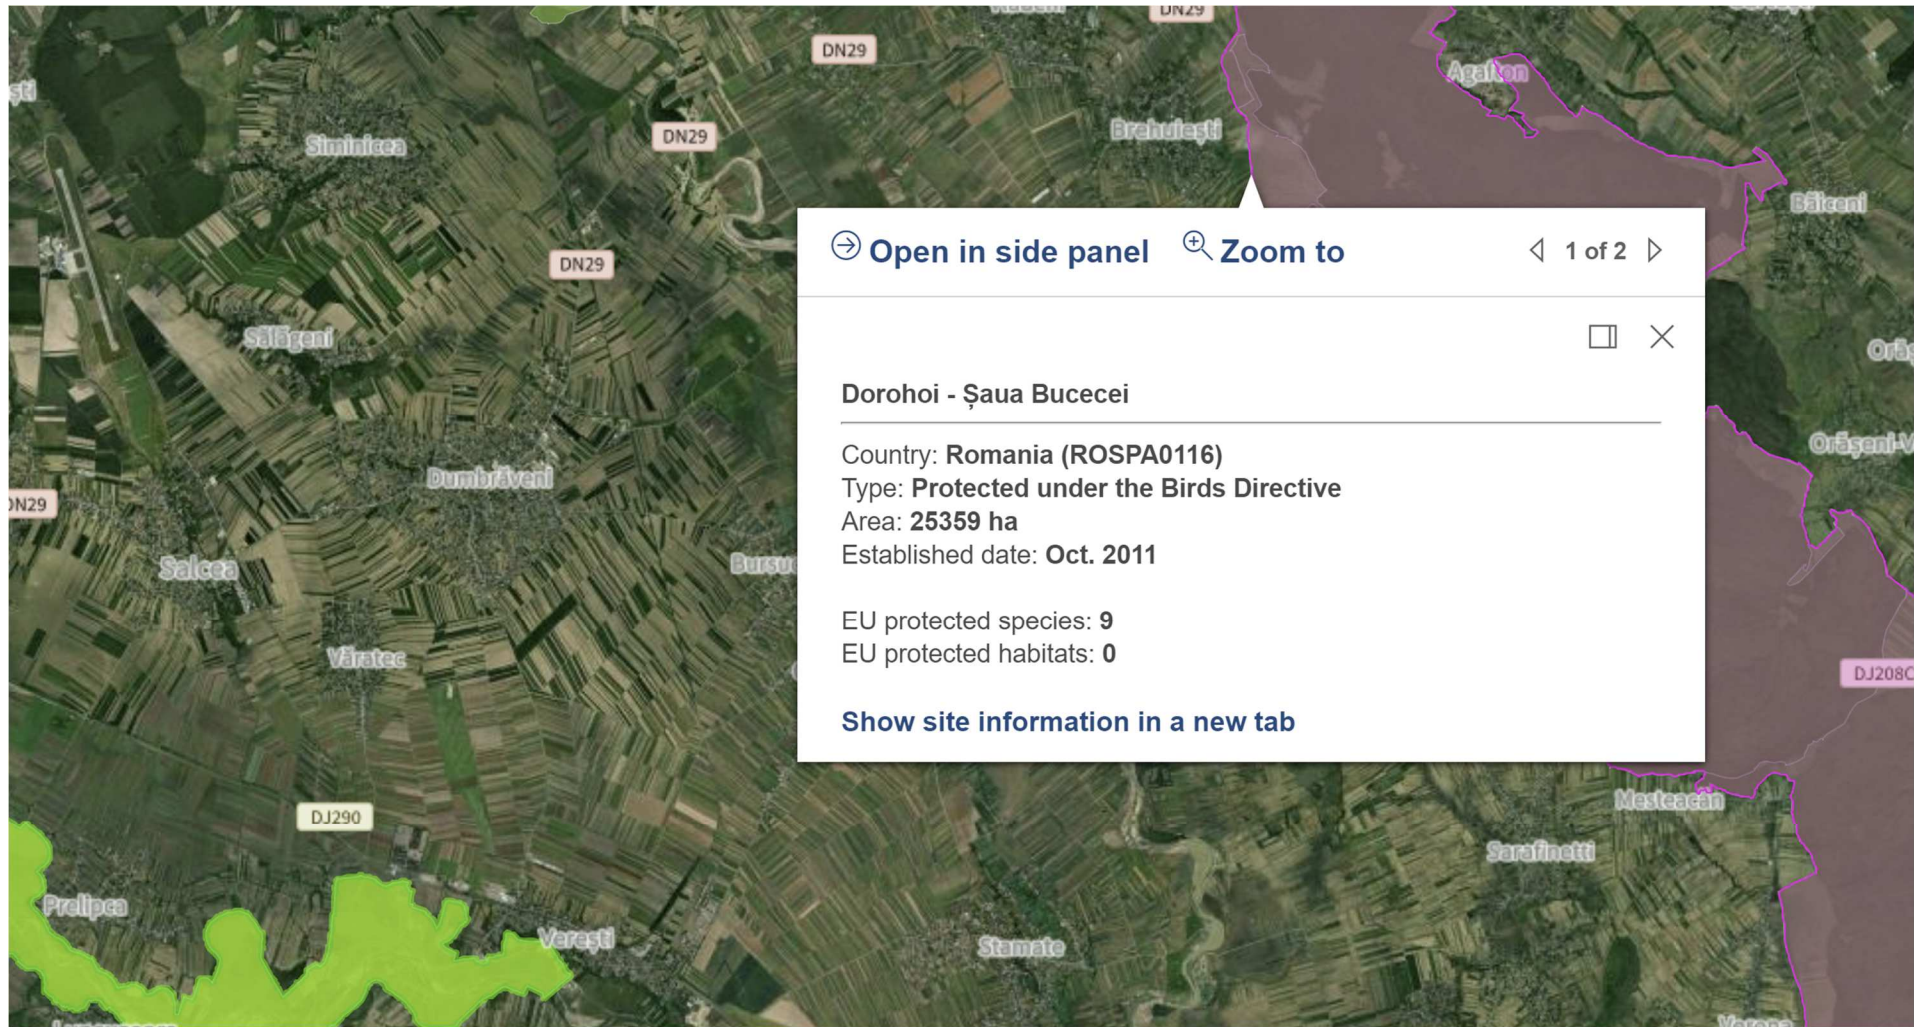 DN29
DN29
Agafton
Brehuiești
DN29
Siminicea
Bălceni
DN29
Open in side panel
Zoom to
1 of 2
Sălăgeni
Dorohoi - Șaua Bucecei
Country: Romania (ROSPA0116)
Type: Protected under the Birds Directive
Area: 25359 ha
Established date: Oct. 2011
EU protected species: 9
EU protected habitats: 0
Show site information in a new tab
Dumbrăveni
DN29
Salcea
Văratec
DJ208C
Mesteacăn
DJ290
Sarafinetti
Prelipca
Verești
Stamate